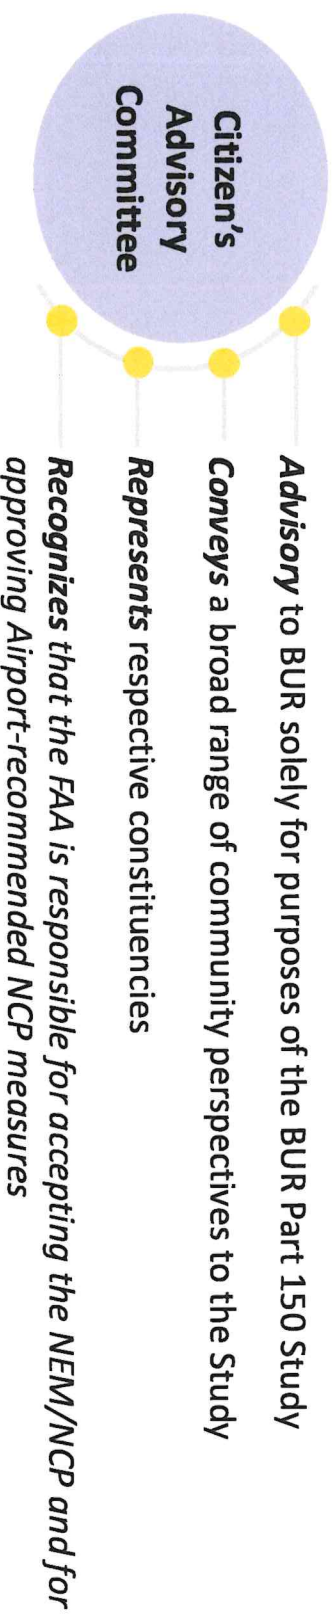 Citizen's
Advisory
Committee
Advisory to BUR solely for purposes of the BUR Part 150 Study
Conveys a broad range of community perspectives to the Study
Represents respective constituencies
Recognizes that the FAA is responsible for accepting the NEM/NCP and for
approving Airport-recommended NCP measures